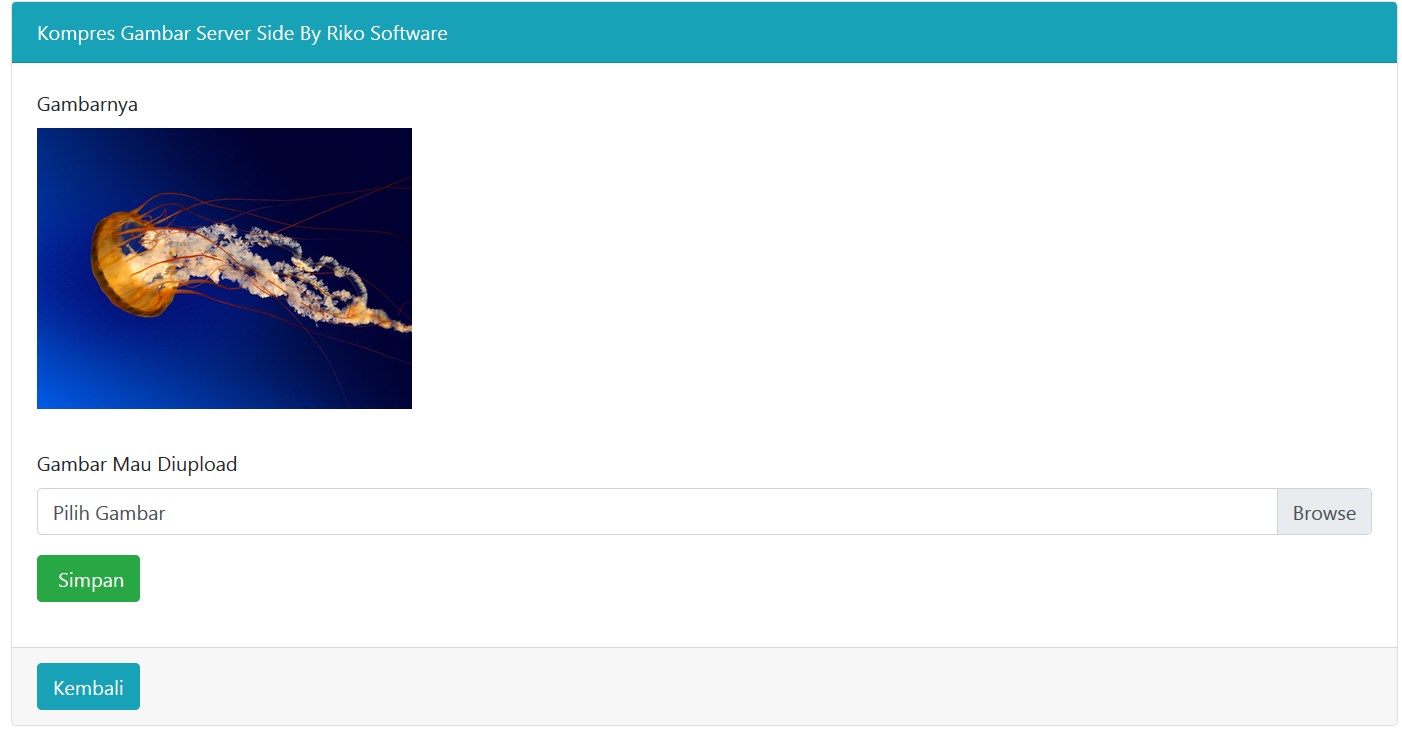 Kompres Gambar Server Side By Riko Software
Gambarnya
Gambar Mau Diupload
Pilih Gambar
Browse
Simpan
Kembali